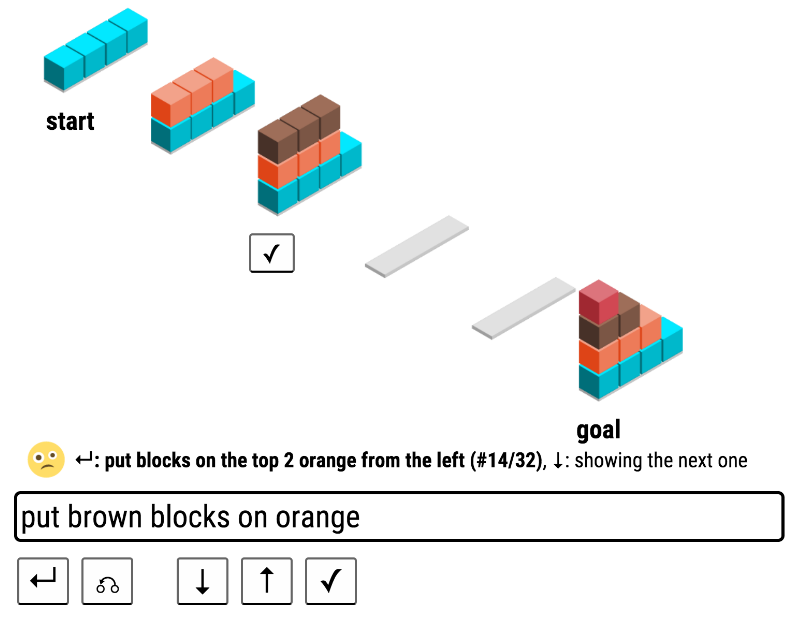 start
✓
goal
↵: put blocks on the top 2 orange from the left (#14/32), ↓: showing the next one
put brown blocks on orange
↵ ↓ ↑ ✓